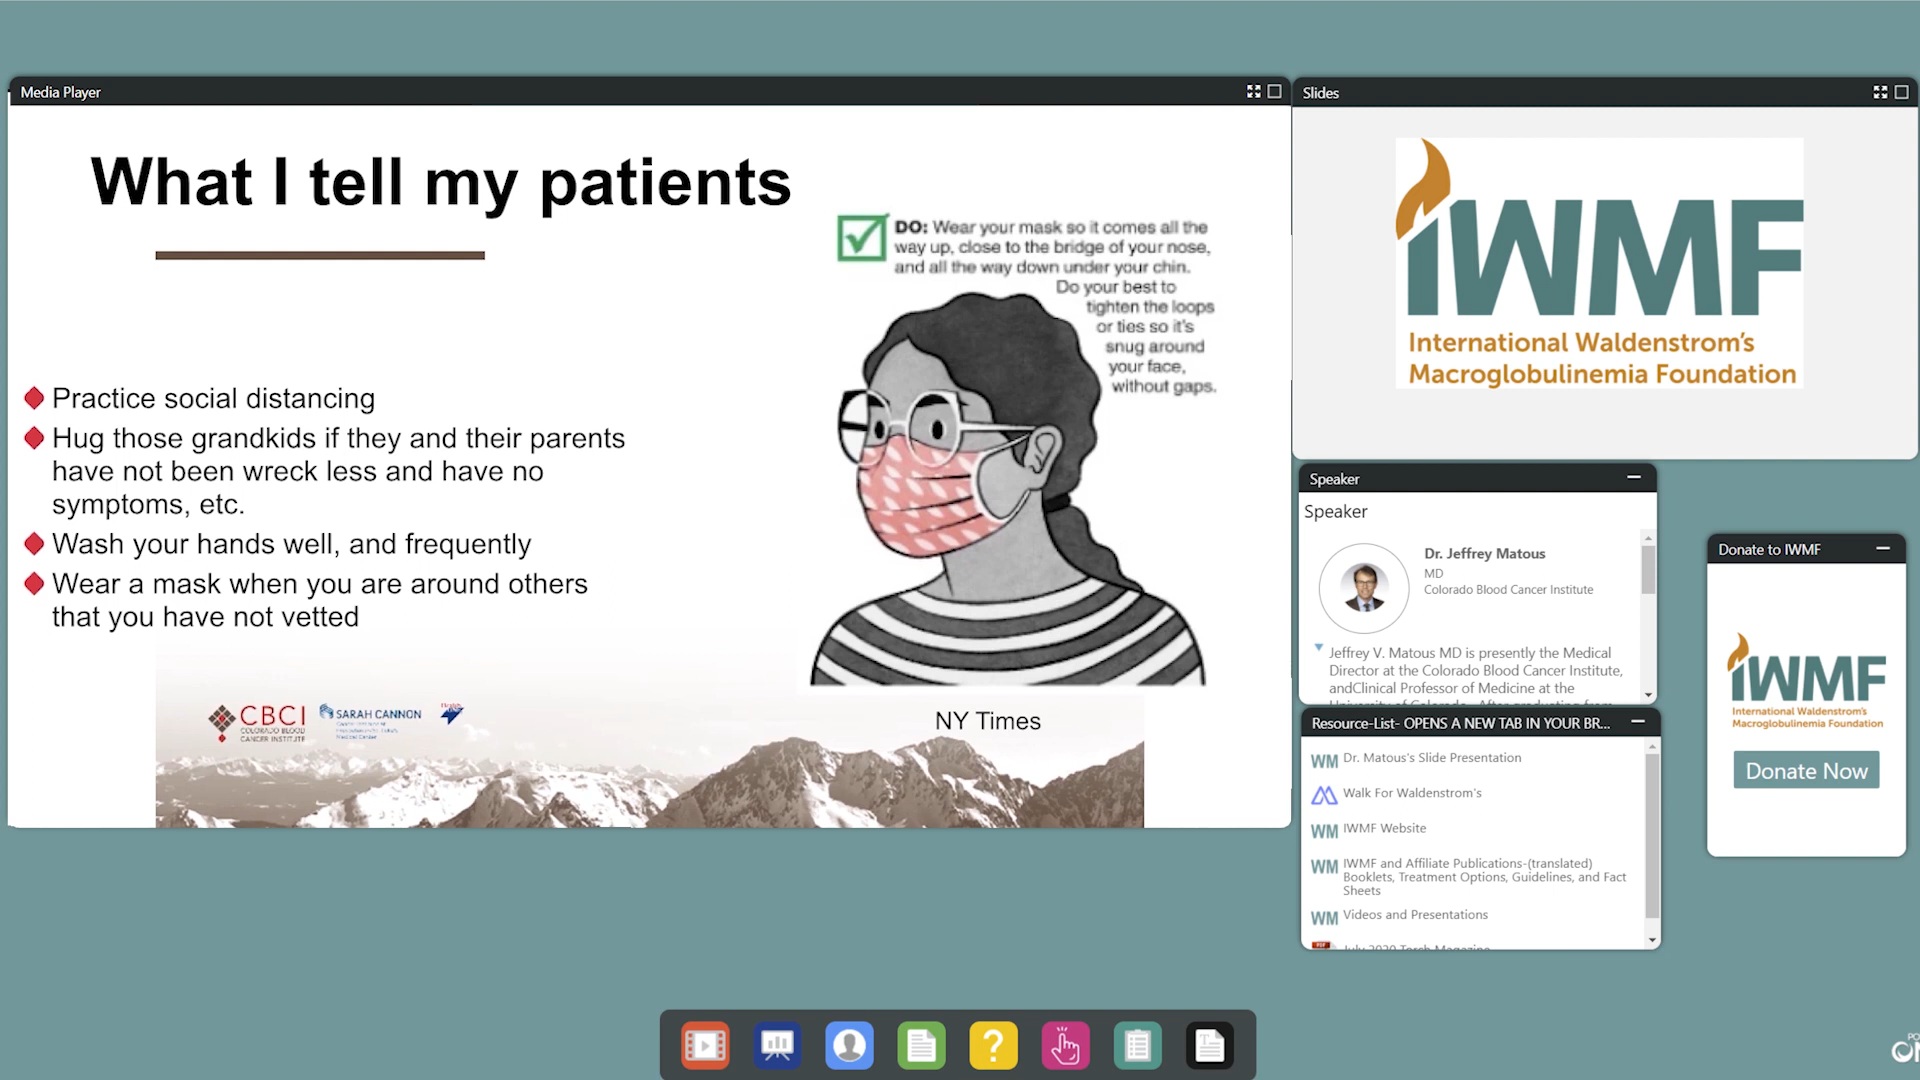 Media Player
What I tell my patients
DO: Wear your mask so it comes all the
way up, close to the bridge of your nose,
and all the way down under your chin.
Do your best to
tighten the loops
or ties so it's
snug around
your face,
without gaps.
Practice social distancing
Hug those grandkids if they and their parents
have not been wreck less and have no
symptoms, etc.
Wash your hands well, and frequently
Wear a mask when you are around others
that you have not vetted
CBCI
COLORADO BLOOD
CANCER INSTITUTE
SARAH CANNON
NY Times
Slides
IWMF
International Waldenstrom's
Macroglobulinemia Foundation
Speaker
Speaker
Dr. Jeffrey Matous
MD
Colorado Blood Cancer Institute
Jeffrey V. Matous MD is presently the Medical
Director at the Colorado Blood Cancer Institute,
andClinical Professor of Medicine at the
University of Colorado. After graduating from
Resource-List- OPENS A NEW TAB IN YOUR BR...
WM Dr. Matous's Slide Presentation
Walk For Waldenstrom's
WM IWMF Website
WM IWMF and Affiliate Publications-(translated)
Booklets, Treatment Options, Guidelines, and Fact
Sheets
WM Videos and Presentations
July 2020 Torch Magazine
Donate to IWMF
IWMF
International Waldenstrom's
Macroglobulinemia Foundation
Donate Now